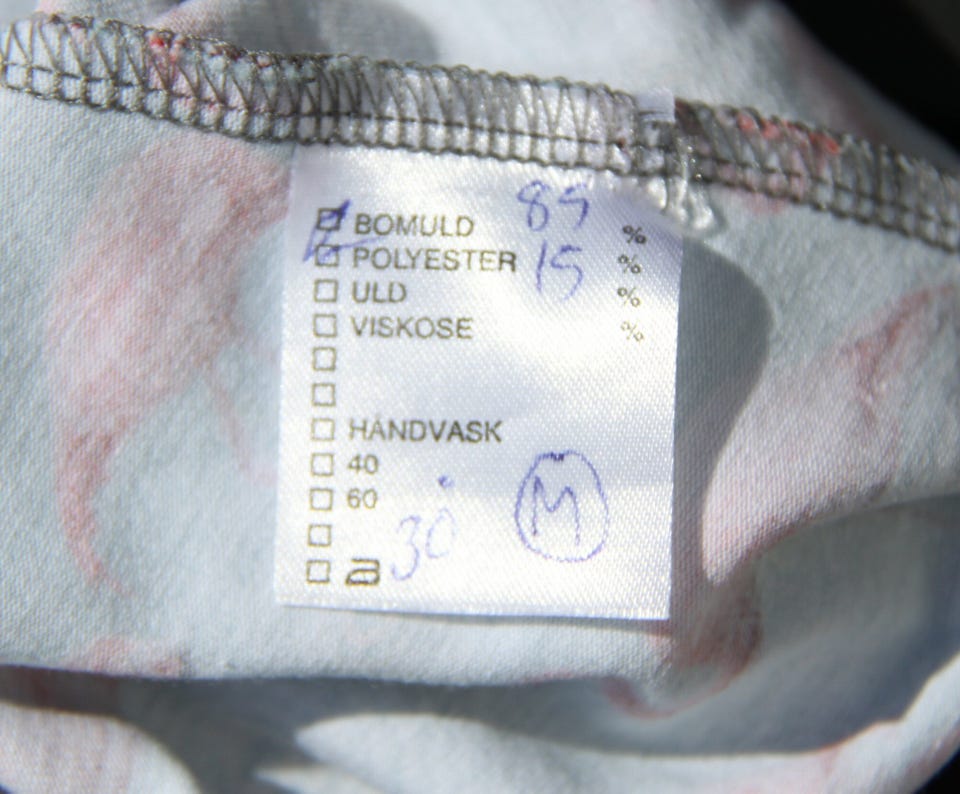 BOMULD 85 %
POLYESTER 15 %
ULD %
VISKOSE %
HÅNDVASK
40
60
30°
M